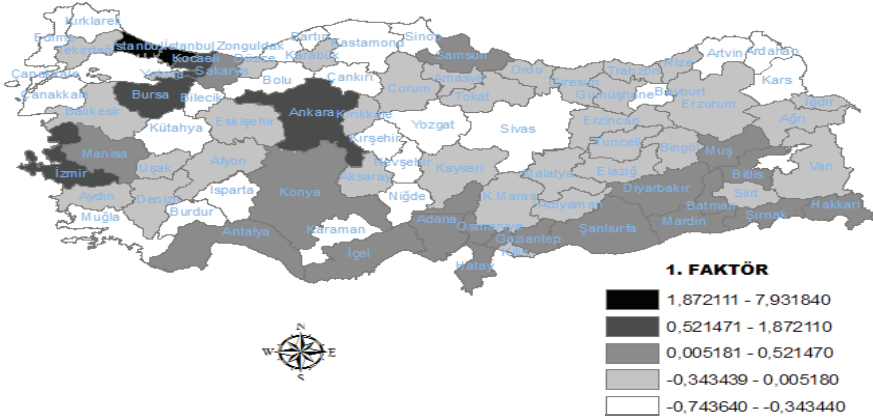 Kırklareli
Edirne
Tekirdağ
İstanbul
İstanbul
Kocaeli
Yalova
Sakarya
Düzce
Zonguldak
Bartın
Karabük
Kastamonu
Sinop
Samsun
Çanakkale
Çanakkale
Balıkesir
Bursa
Bilecik
Bolu
Çankırı
Çorum
Amasya
Tokat
Ordu
Giresun
Trabzon
Gümüşhane
Rize
Bayburt
Artvin
Ardahan
Kars
Erzurum
Iğdır
Ağrı
Kütahya
Eskişehir
Ankara
Kırıkkale
Kırşehir
Yozgat
Sivas
Erzincan
Tunceli
Bingöl
Muş
Manisa
İzmir
Uşak
Afyon
Aksaray
Nevşehir
Kayseri
Malatya
Elazığ
Bitlis
Van
Aydın
Denizli
Isparta
Konya
Niğde
K.Maraş
Adıyaman
Diyarbakır
Batman
Siirt
Şırnak
Hakkari
Muğla
Burdur
Antalya
Karaman
İçel
Adana
Osmaniye
Gaziantep
Kilis
Hatay
Şanlıurfa
Mardin
N
W
E
S
1. FAKTÖR
1,872111 - 7,931840
0,521471 - 1,872110
0,005181 - 0,521470
-0,343439 - 0,005180
-0,743640 - -0,343440